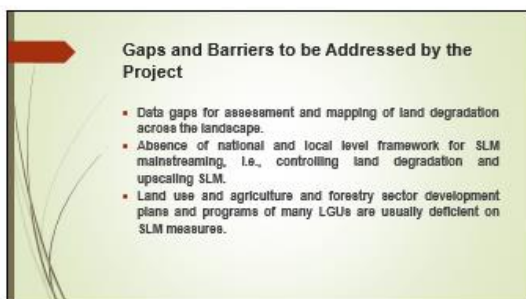 Gaps and Barriers to be Addressed by the
Project
▪ Data gaps for assessment and mapping of land degradation
across the landscape.
▪ Absence of national and local level framework for SLM
mainstreaming, i.e., controlling land degradation and
upscaling SLM.
▪ Land use and agriculture and forestry sector development
plans and programs of many LGUs are usually deficient on
SLM measures.